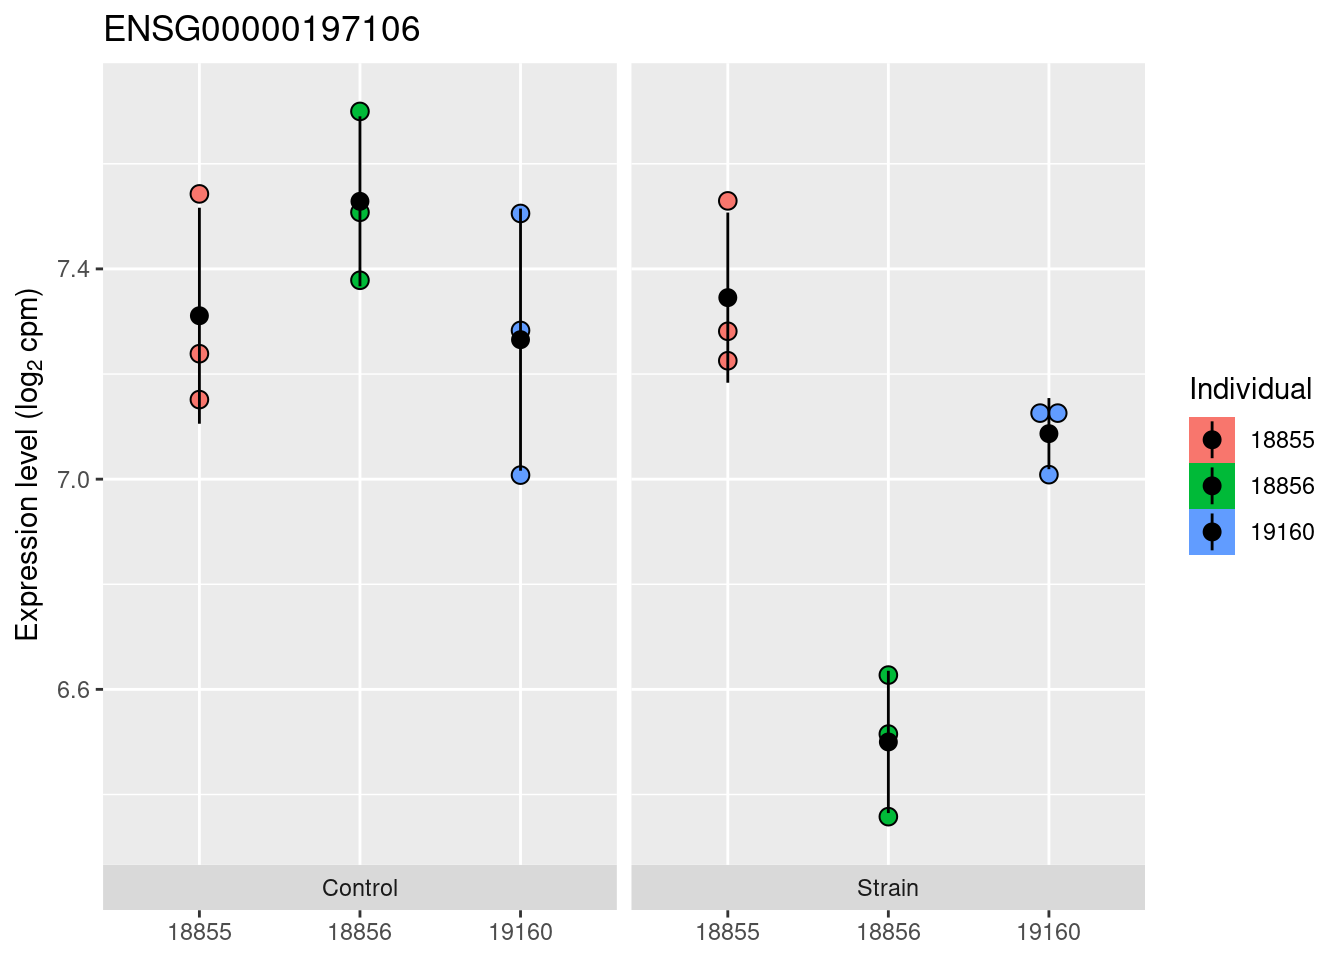 ENSG00000197106
Expression level (log₂ cpm)
7.4
7.0
6.6
Control
Strain
18855
18856
19160
18855
18856
19160
Individual
18855
18856
19160